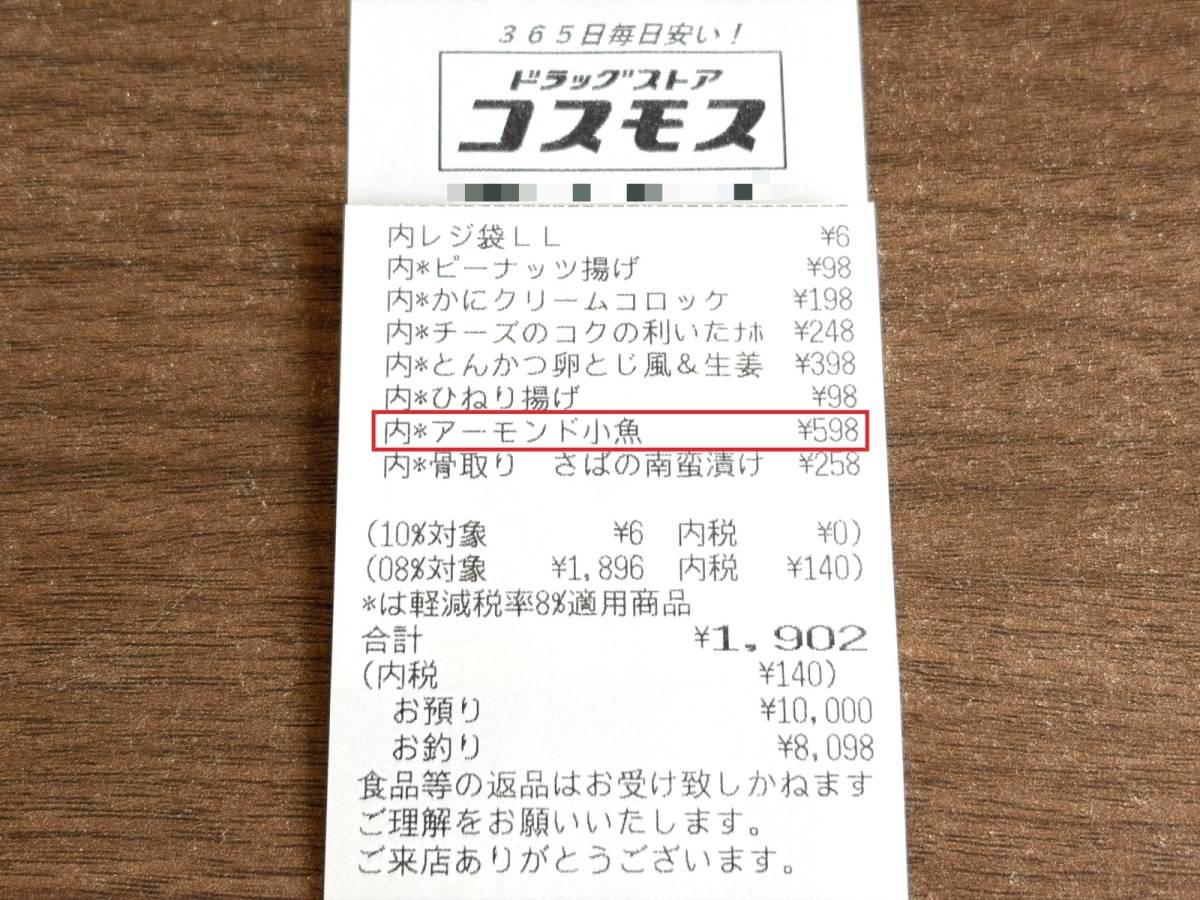 365日毎日安い!
ドラッグストア
コスモス
内レジ袋LL ¥6
内*ピーナッツ揚げ ¥98
内*かにクリームコロッケ ¥198
内*チーズのコクの利いたナホ ¥248
内*とんかつ卵とじ風&生姜 ¥398
内*ひねり揚げ ¥98
内*アーモンド小魚 ¥598
内*骨取り さばの南蛮漬け ¥258
(10%対象 ¥6 内税 ¥0)
(08%対象 ¥1,896 内税 ¥140)
*は軽減税率8%適用商品
合計 ¥1,902
(内税 ¥140)
お預り ¥10,000
お釣り ¥8,098
食品等の返品はお受け致しかねます
ご理解をお願いいたします。
ご来店ありがとうございます。